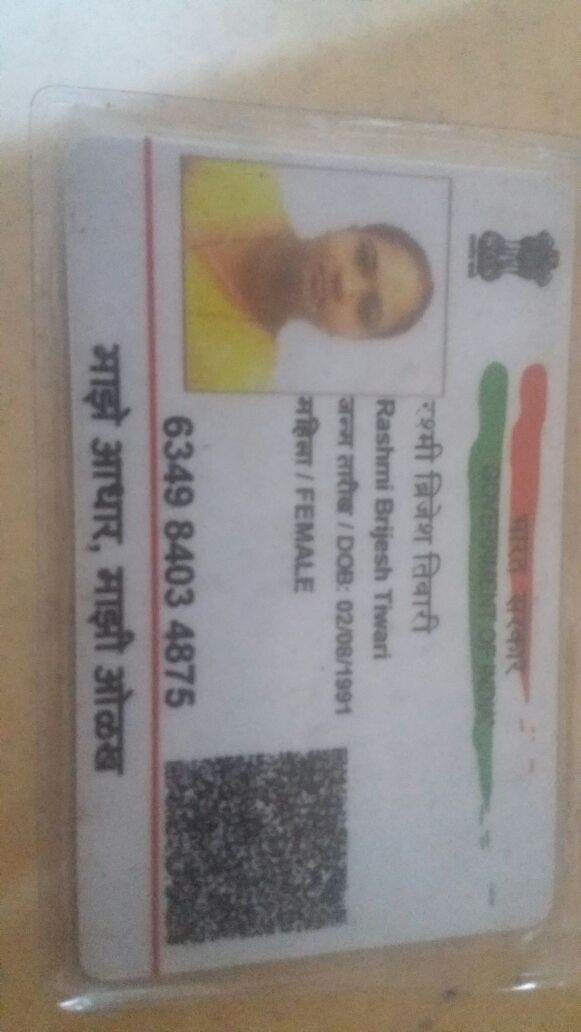 भारत सरकार
GOVERNMENT OF INDIA
रश्मी ब्रिजेश तिवारी
Rashmi Brijesh Tiwari
जन्म तारीख / DOB: 02/08/1991
महिला / FEMALE
6349 8403 4875
माझे आधार, माझी ओळख